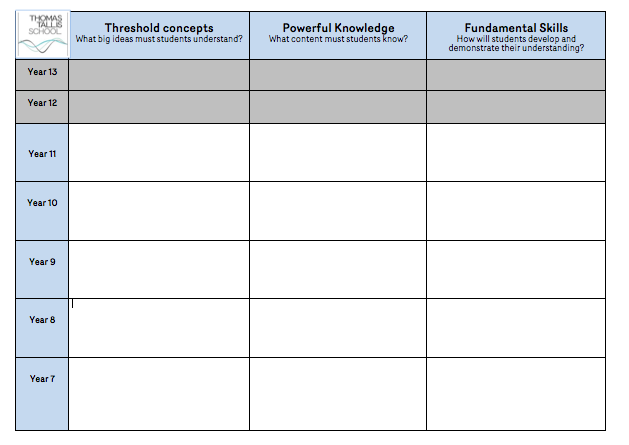 THOMAS
TALLIS
SCHOOL
Threshold concepts
What big ideas must students understand?
Powerful Knowledge
What content must students know?
Fundamental Skills
How will students develop and
demonstrate their understanding?
Year 13
Year 12
Year 11
Year 10
Year 9
Year 8
Year 7